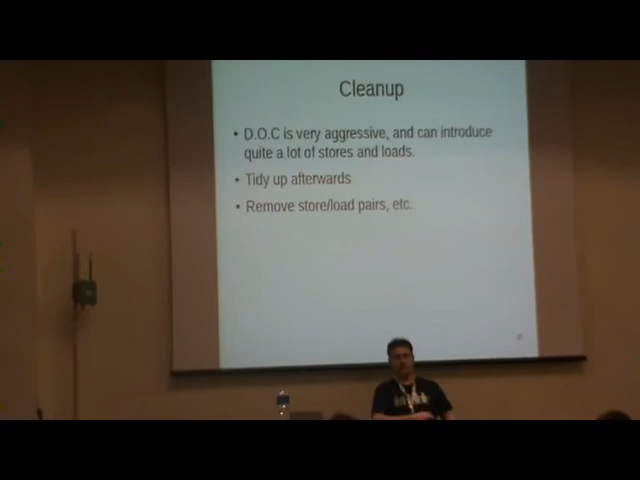 Cleanup
• D.O.C is very aggressive, and can introduce
quite a lot of stores and loads.
• Tidy up afterwards
• Remove store/load pairs, etc.